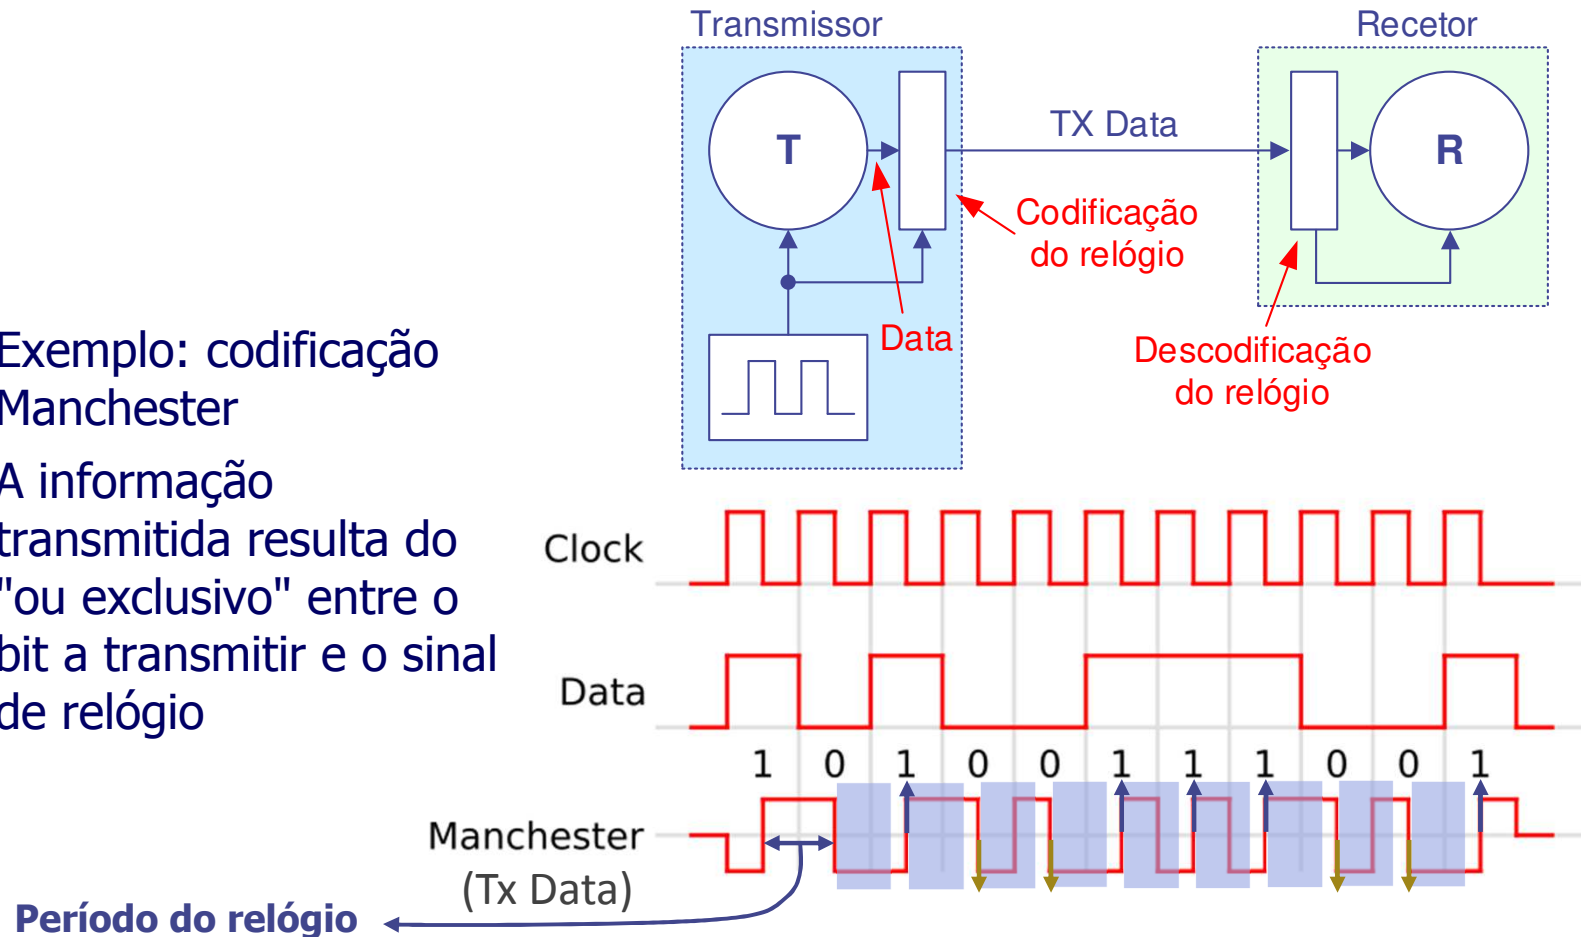 Transmissor
Recetor
T
TX Data
R
Codificação
do relógio
Data
Descodificação
do relógio
Exemplo: codificação
Manchester
A informação
transmitida resulta do
"ou exclusivo" entre o
bit a transmitir e o sinal
de relógio
Clock
Data
1 0 1 0 0 1 1 1 0 0 1
Manchester
(Tx Data)
Período do relógio